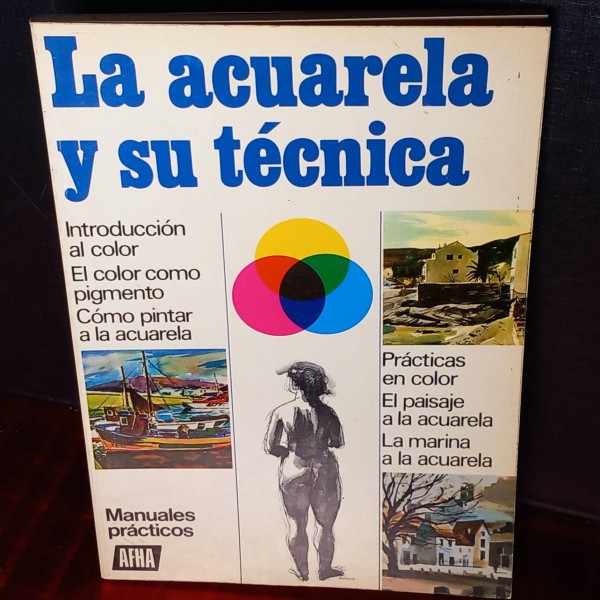 La acuarela
y su técnica
Introducción
al color
El color como
pigmento
Cómo pintar
a la acuarela
Prácticas
en color
El paisaje
a la acuarela
La marina
a la acuarela
Manuales
prácticos
AFHA